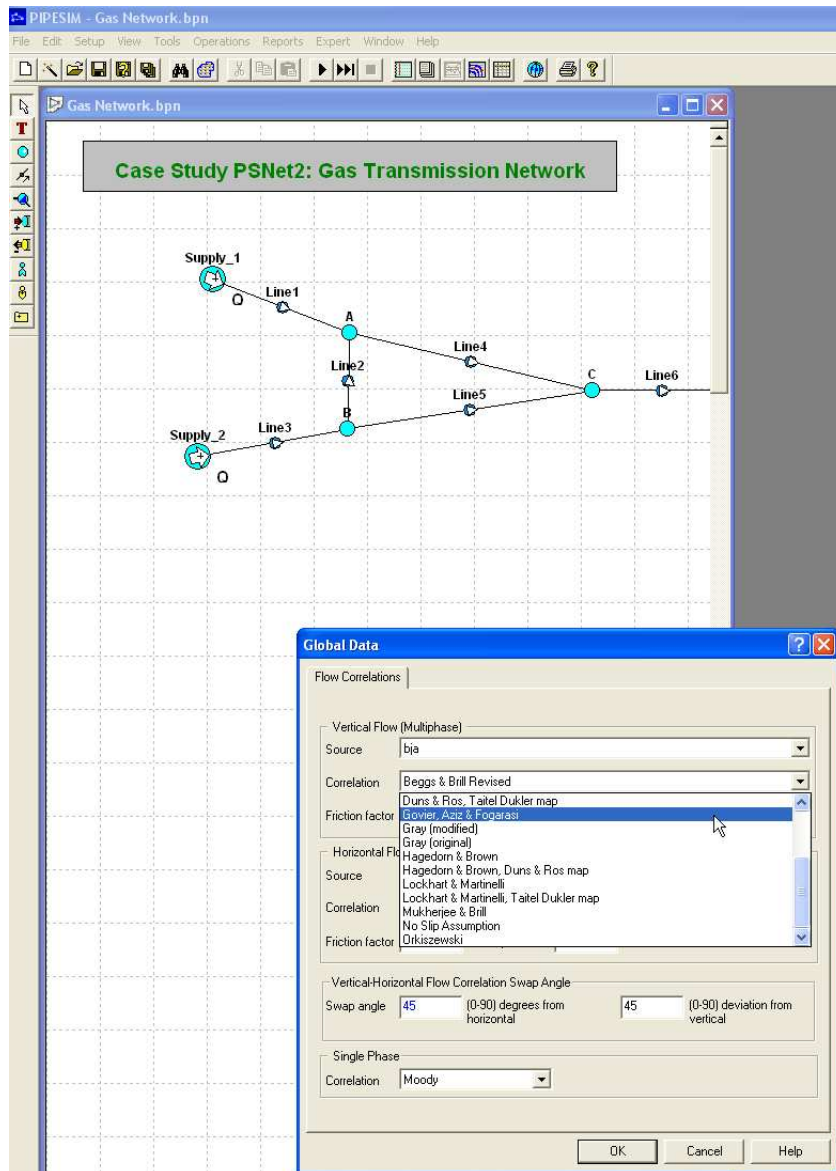 PIPESIM - Gas Network.bpn
File Edit Setup View Tools Operations Reports Expert Window Help
Gas Network.bpn
T
Case Study PSNet2: Gas Transmission Network
Supply_1
Line1
Q
A
Line4
Line2
C
Line6
Line5
B
Line3
Supply_2
Q
Global Data
Flow Correlations
Vertical Flow (Multiphase)
Source bja
Correlation Beggs & Brill Revised
Duns & Ros, Taitel Dukler map
Friction factor Govier, Aziz & Fogarasi
Gray (modified)
Gray (original)
Hagedorn & Brown
Hagedorn & Brown, Duns & Ros map
Lockhart & Martinelli
Lockhart & Martinelli, Taitel Dukler map
Mukherjee & Brill
No Slip Assumption
Orkiszewski
Horizontal Fl
Source
Correlation
Friction factor
Vertical-Horizontal Flow Correlation Swap Angle
Swap angle 45 (0-90) degrees from horizontal 45 (0-90) deviation from vertical
Single Phase
Correlation Moody
OK Cancel Help